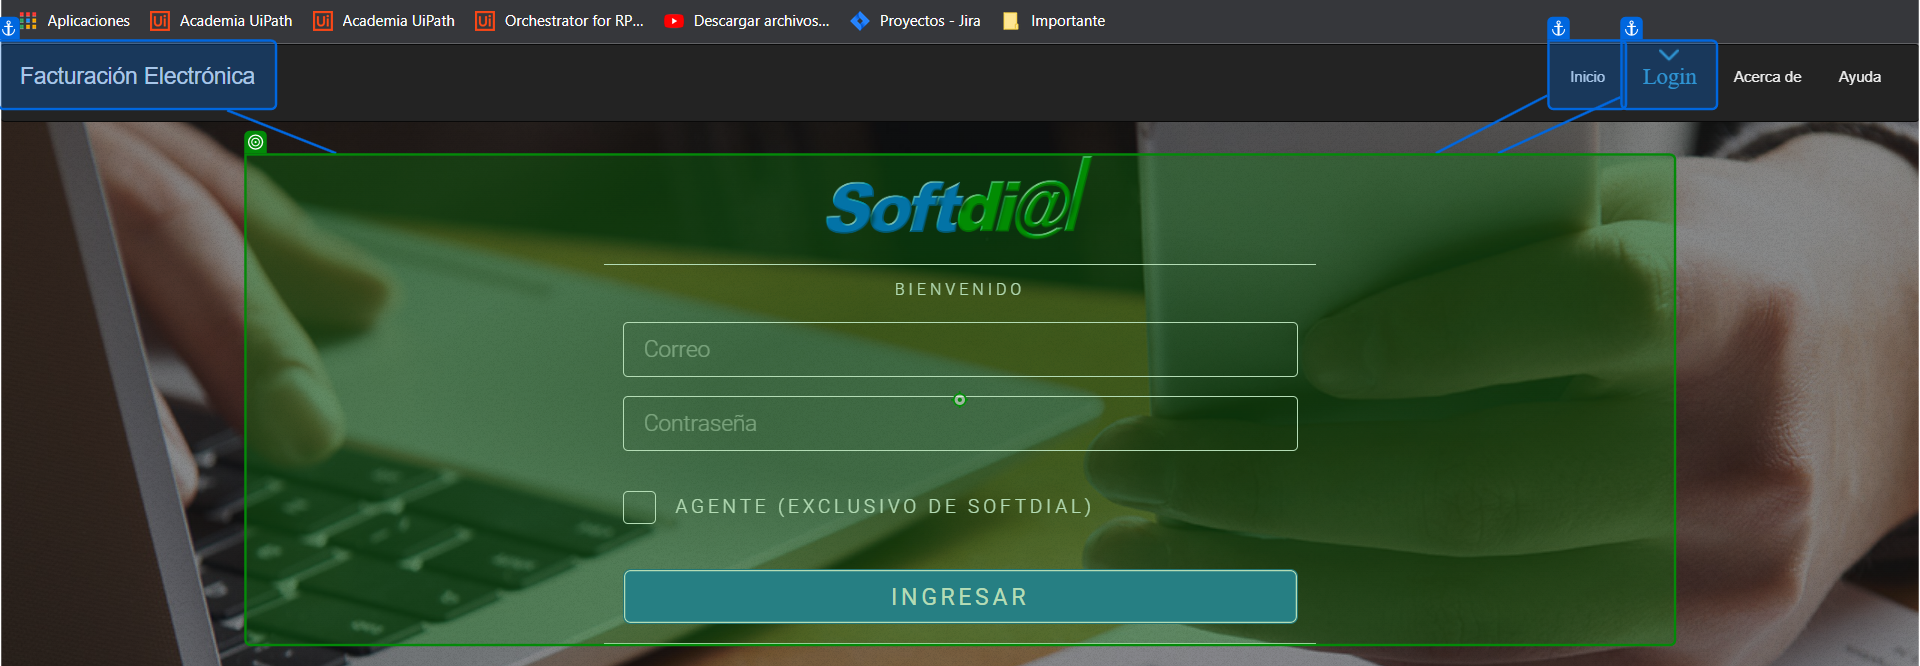 Aplicaciones Academia UiPath Academia UiPath Orchestrator for RP... Descargar archivos... Proyectos - Jira Importante
Facturación Electrónica Inicio Login Acerca de Ayuda
Softdi@l
BIENVENIDO
Correo
Contraseña
AGENTE (EXCLUSIVO DE SOFTDIAL)
INGRESAR